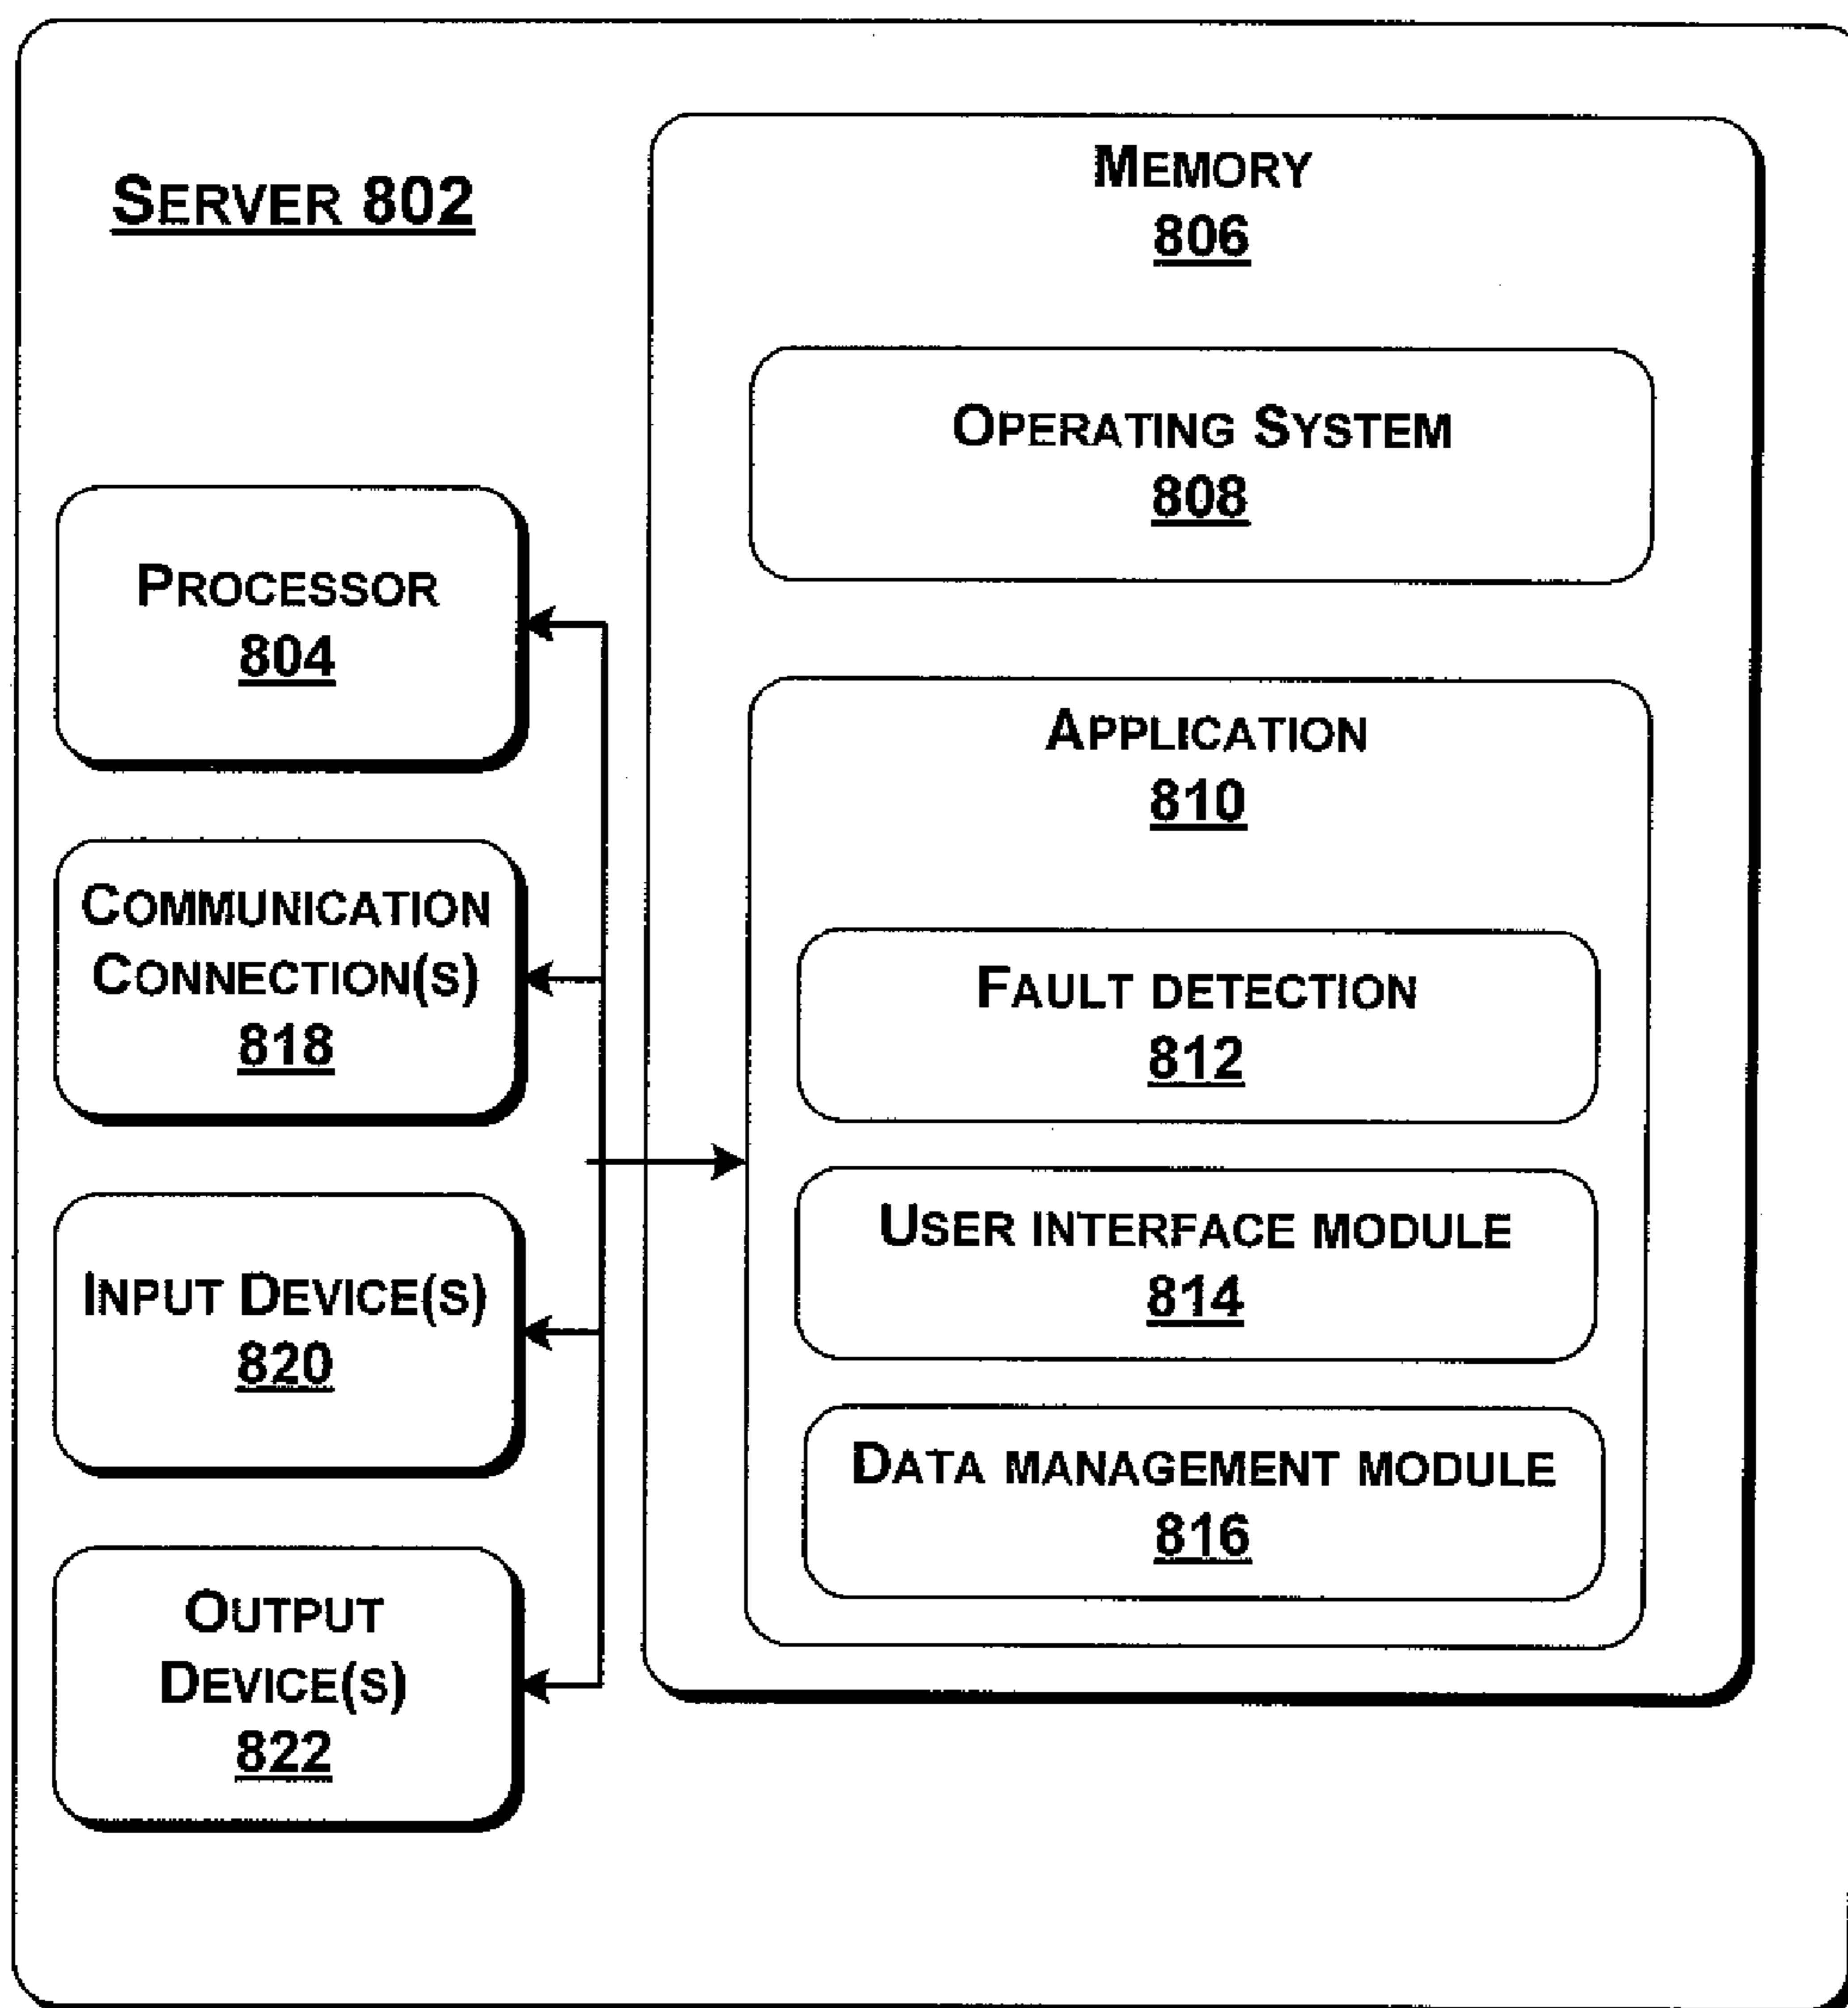 SERVER 802
MEMORY
806
OPERATING SYSTEM
808
PROCESSOR
804
APPLICATION
810
COMMUNICATION
CONNECTION(S)
818
FAULT DETECTION
812
USER INTERFACE MODULE
814
INPUT DEVICE(S)
820
DATA MANAGEMENT MODULE
816
OUTPUT
DEVICE(S)
822